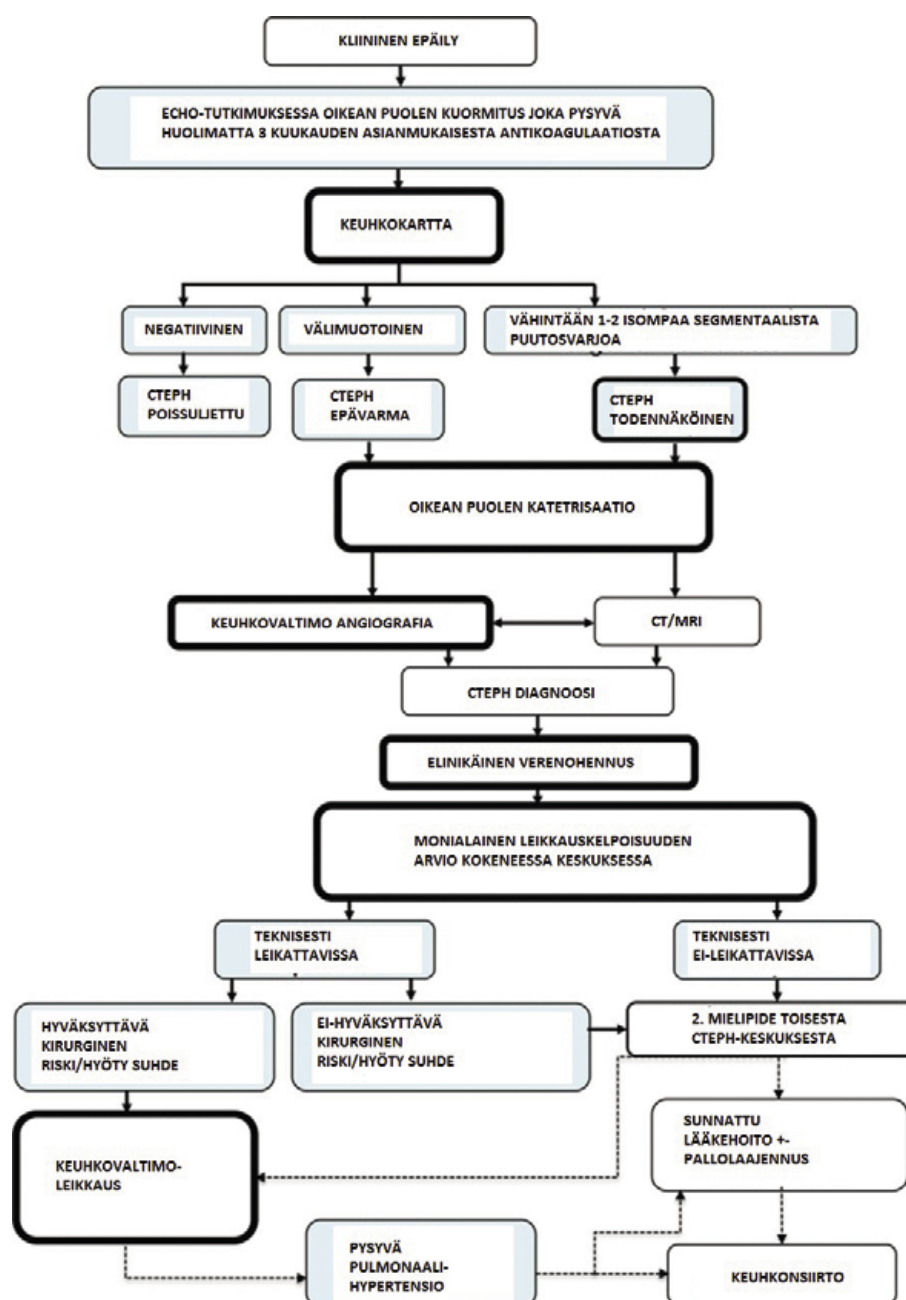 KLIININEN EPÄILY
ECHO-TUTKIMUKSESSA OIKEAN PUOLEN KUORMITUS JOKA PYSYVÄ
HUOLIMATTA 3 KUUKAUDEN ASIANMUKAISESTA ANTIKOAGULAATIOSTA
KEUHKOKARTTA
NEGATIIVINEN
VÄLIMUOTOINEN
VÄHINTÄÄN 1-2 ISOMPAA SEGMENTAALISTA
PUUTOSVARJOA
CTEPH
POISSULJETTU
CTEPH
EPÄVARMA
CTEPH
TODENNÄKÖINEN
OIKEAN PUOLEN KATETRISAATIO
KEUHKOVALTIMO ANGIOGRAFIA
CT/MRI
CTEPH DIAGNOOSI
ELINIKÄINEN VERENOHENNUS
MONIALAINEN LEIKKAUSKELPOISUUDEN
ARVIO KOKENEESSA KESKUKSESSA
TEKNISESTI
LEIKATTAVISSA
TEKNISESTI
EI-LEIKATTAVISSA
HYVÄKSYTTÄVÄ
KIRURGINEN
RISKI/HYÖTY SUHDE
EI-HYVÄKSYTTÄVÄ
KIRURGINEN
RISKI/HYÖTY SUHDE
2. MIELIPIDE TOISESTA
CTEPH-KESKUKSESTA
KEUHKOVALTIMO-
LEIKKAUS
SUNNATTU
LÄÄKEHOITO +-
PALLOLAAJENNUS
PYSYVÄ
PULMONAALI-
HYPERTENSIO
KEUHKONSIIRTO